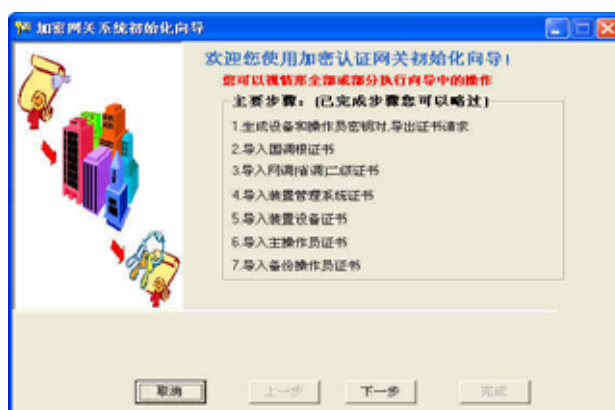 加密网关系统初始化向导
欢迎您使用加密认证网关初始化向导!
您可以视情形全部或部分执行向导中的操作
主要步骤:(已完成步骤您可以略过)
1.生成设备和操作员密钥对,导出证书请求
2.导入国调根证书
3.导入网调(省调)二级证书
4.导入装置管理系统证书
5.导入装置设备证书
6.导入主操作员证书
7.导入备份操作员证书
取消
上一步
下一步
完成